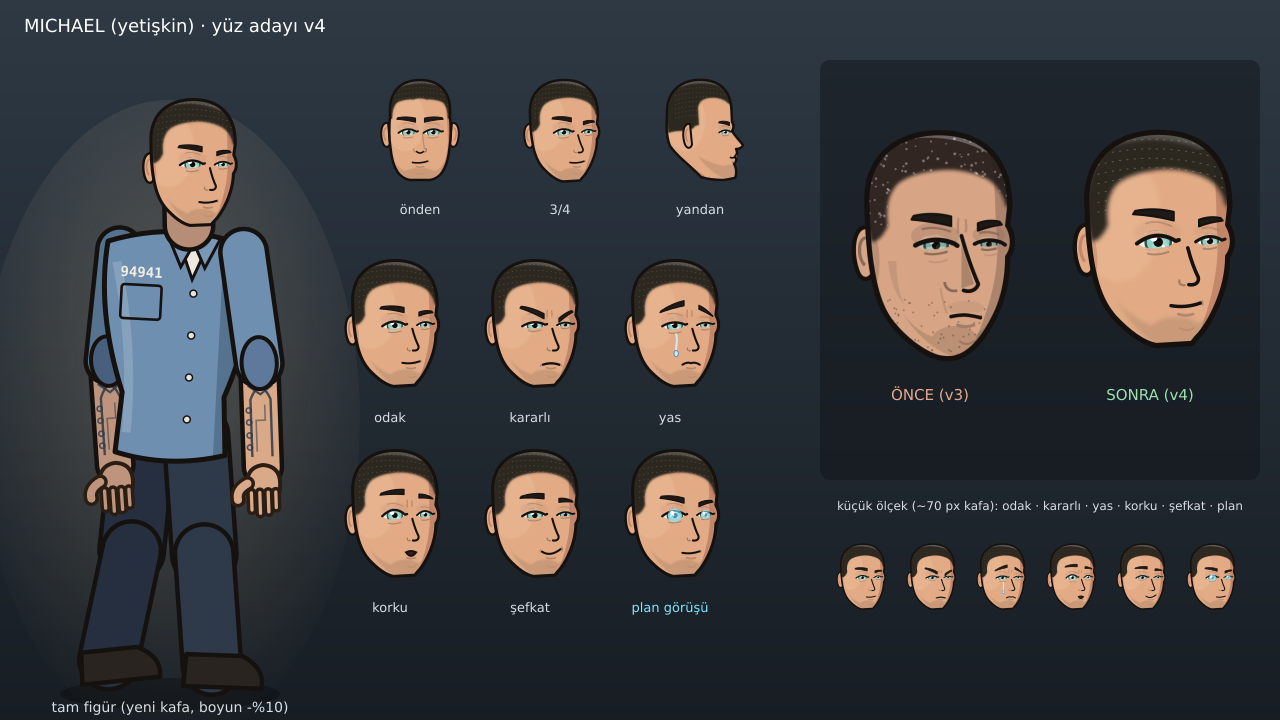 MICHAEL (yetişkin) · yüz adayı v4
94941
önden
3/4
yandan
odak
kararlı
yas
korku
şefkat
plan görüşü
ÖNCE (v3)
SONRA (v4)
küçük ölçek (~70 px kafa): odak · kararlı · yas · korku · şefkat · plan
tam figür (yeni kafa, boyun -%10)